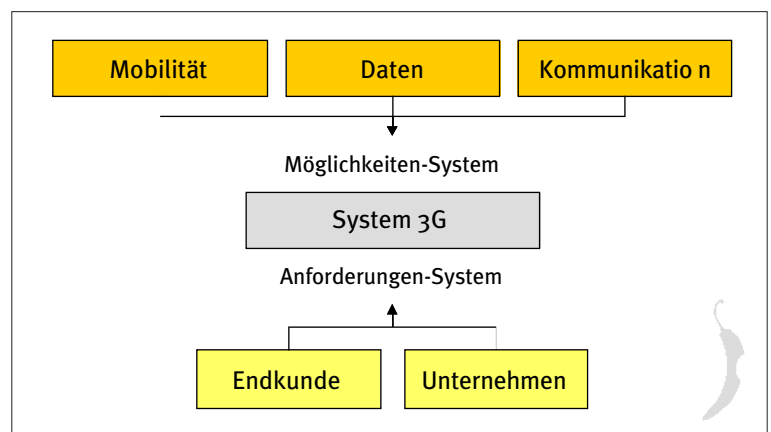 Mobilität Daten Kommunikatio n
Möglichkeiten-System
System 3G
Anforderungen-System
Endkunde Unternehmen